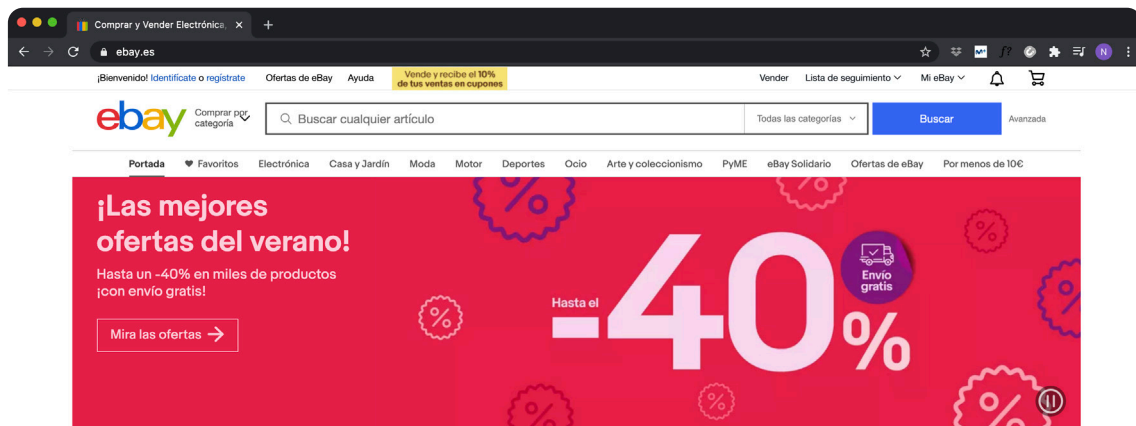 Comprar y Vender Electrónica,
ebay.es
¡Bienvenido! Identifícate o regístrate Ofertas de eBay Ayuda Vende y recibe el 10% de tus ventas en cupones Vender Lista de seguimiento Mi eBay
ebay Comprar por categoría Buscar cualquier artículo Todas las categorías Buscar Avanzada
Portada Favoritos Electrónica Casa y Jardín Moda Motor Deportes Ocio Arte y coleccionismo PyME eBay Solidario Ofertas de eBay Por menos de 10€
¡Las mejores
ofertas del verano!
Hasta un -40% en miles de productos
¡con envío gratis!
Mira las ofertas
Hasta el
-40%
Envío
gratis